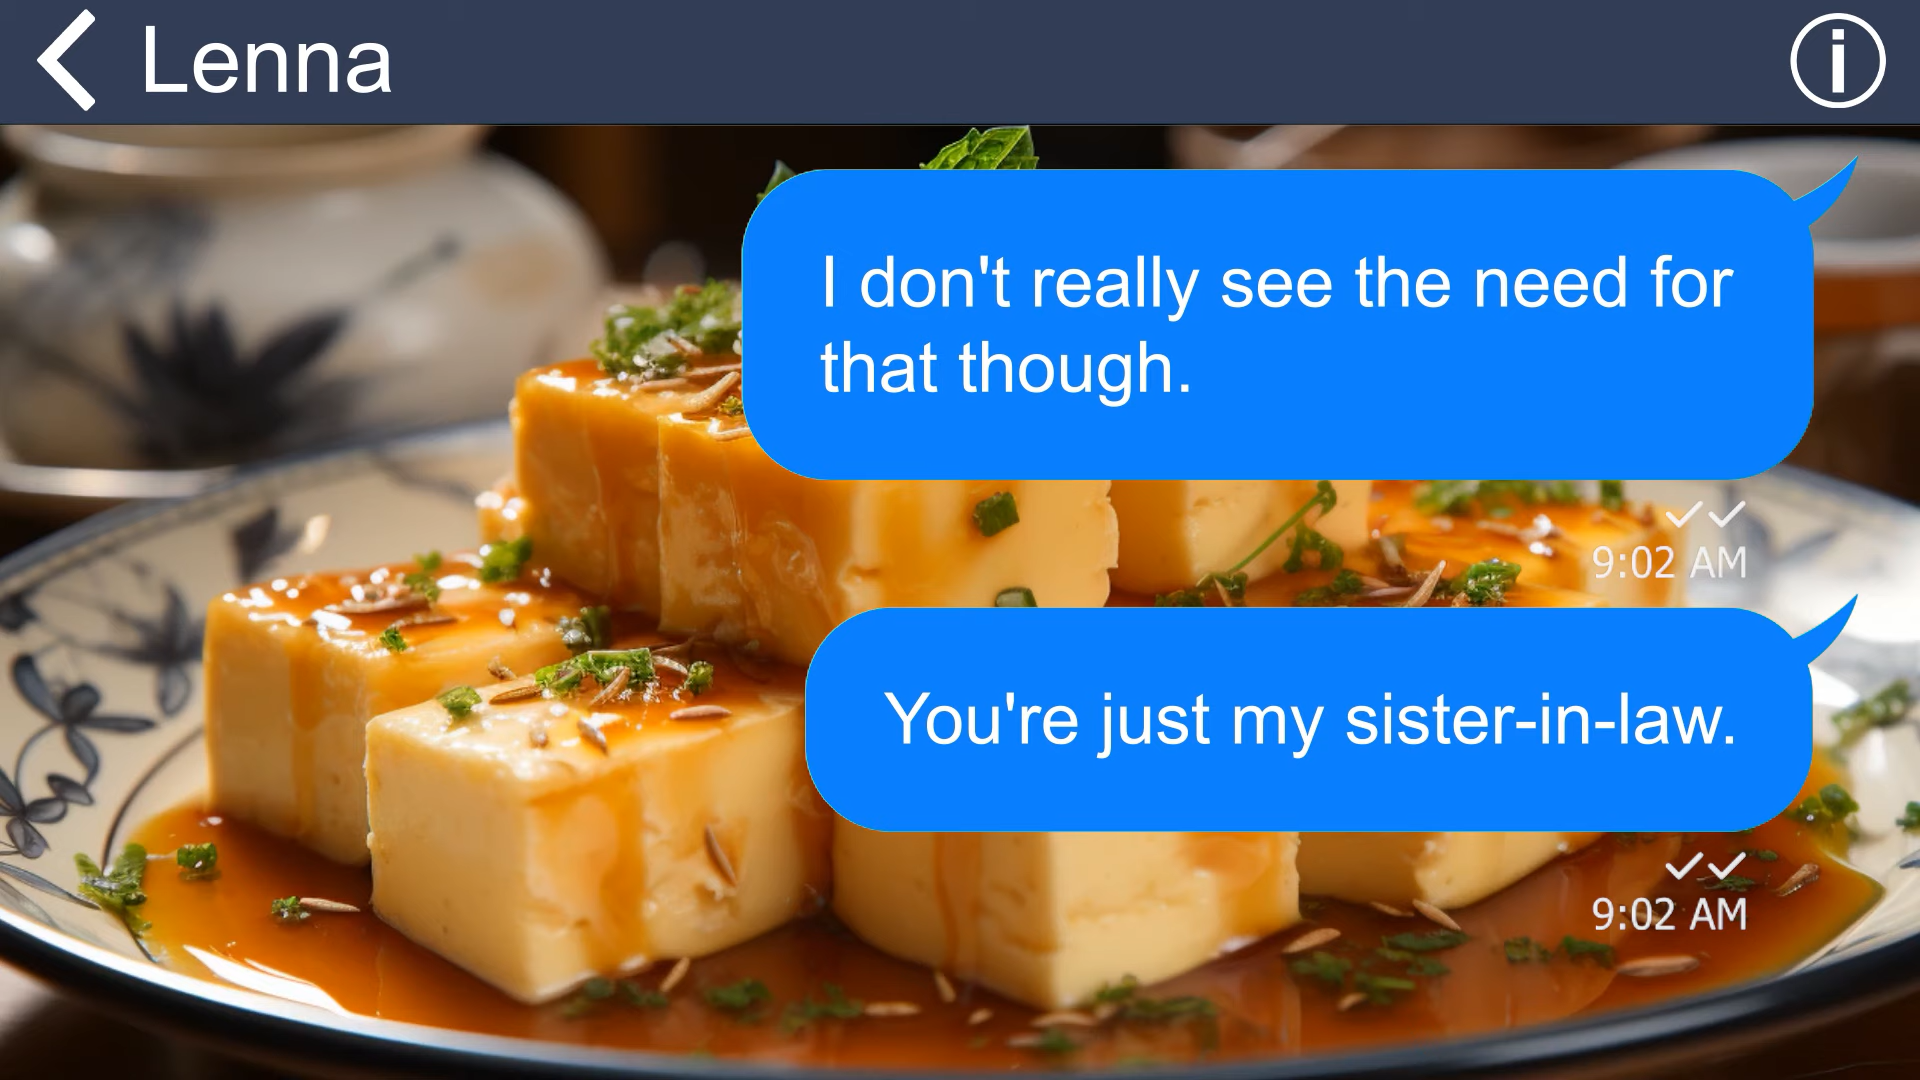 Lenna
I don't really see the need for
that though.
9:02 AM
You're just my sister-in-law.
9:02 AM